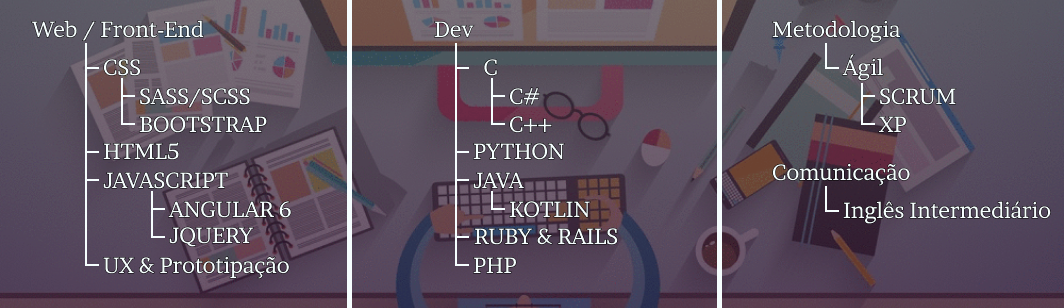 Web / Front-End
CSS
SASS/SCSS
BOOTSTRAP
HTML5
JAVASCRIPT
ANGULAR 6
JQUERY
UX & Prototipação
Dev
C
C#
C++
PYTHON
JAVA
KOTLIN
RUBY & RAILS
PHP
Metodologia
Ágil
SCRUM
XP
Comunicação
Inglês Intermediário